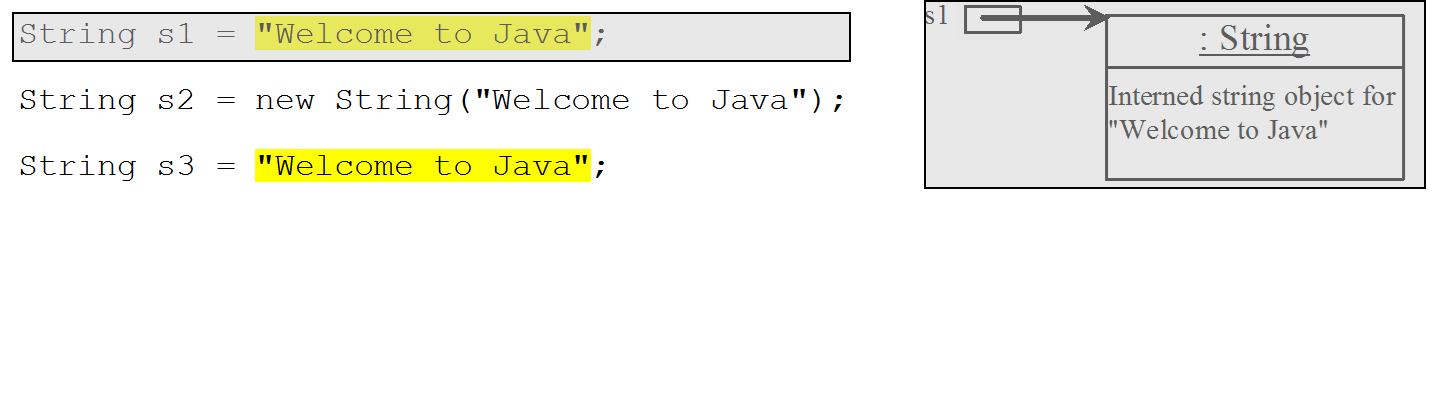 String s1 = "Welcome to Java";
String s2 = new String("Welcome to Java");
String s3 = "Welcome to Java";
s1
: String
Interned string object for
"Welcome to Java"